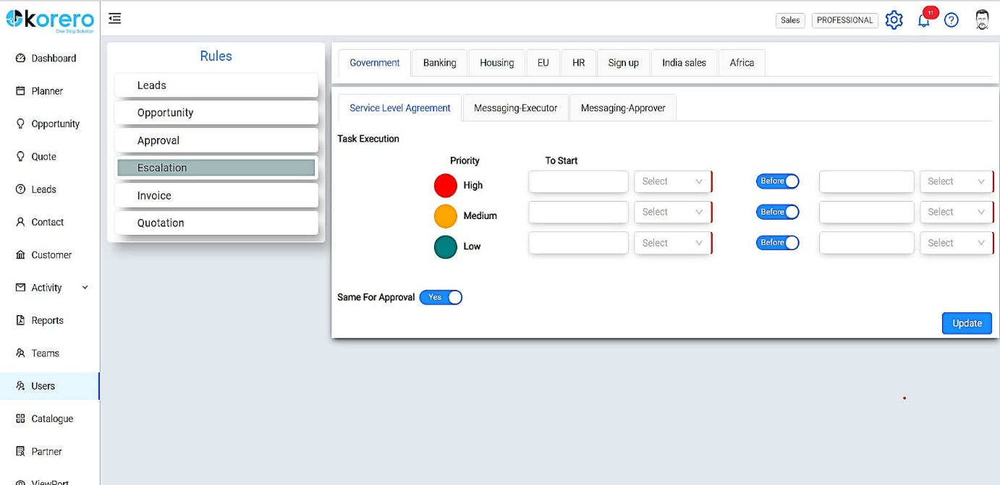 korero
One Stop Solution
Sales PROFESSIONAL 11
Dashboard
Planner
Opportunity
Quote
Leads
Contact
Customer
Activity
Reports
Teams
Users
Catalogue
Partner
ViewPort
Rules
Leads
Opportunity
Approval
Escalation
Invoice
Quotation
Government Banking Housing EU HR Sign up India sales Africa
Service Level Agreement Messaging-Executor Messaging-Approver
Task Execution
Priority To Start
High Select Before Select
Medium Select Before Select
Low Select Before Select
Same For Approval Yes
Update